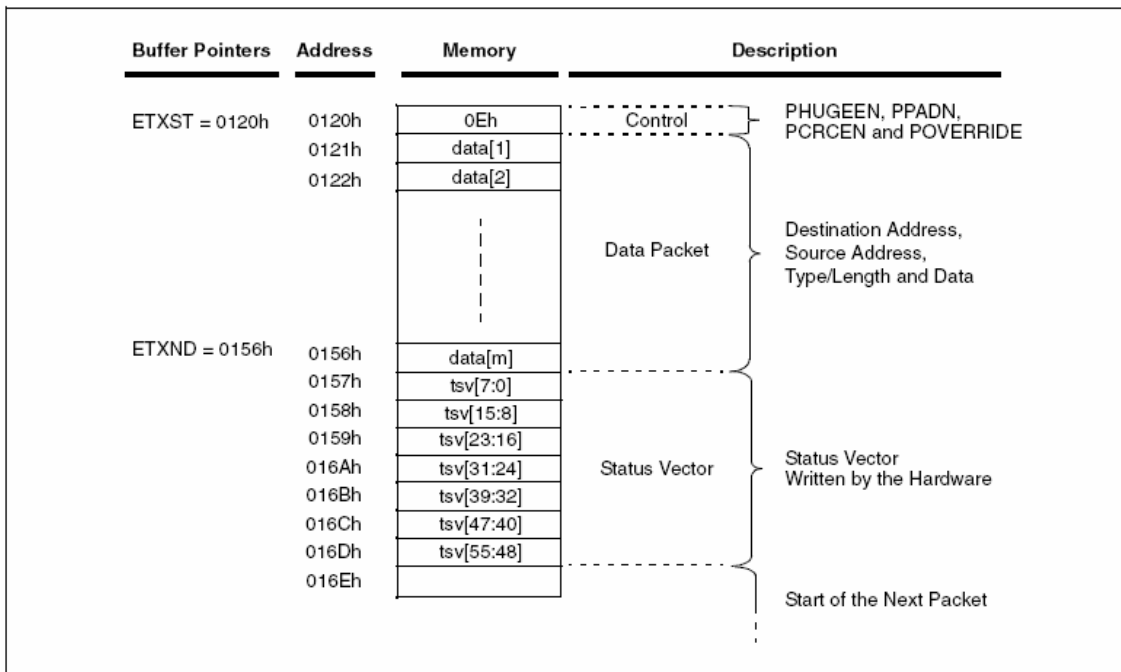 Buffer Pointers Address Memory Description
ETXST = 0120h 0120h 0Eh Control PHUGEEN, PPADN,
PCRCEN and POVERRIDE
0121h data[1]
0122h data[2]
Data Packet Destination Address,
Source Address,
Type/Length and Data
ETXND = 0156h 0156h data[m]
0157h tsv[7:0]
0158h tsv[15:8]
0159h tsv[23:16]
016Ah tsv[31:24] Status Vector Status Vector
Written by the Hardware
016Bh tsv[39:32]
016Ch tsv[47:40]
016Dh tsv[55:48]
016Eh
Start of the Next Packet